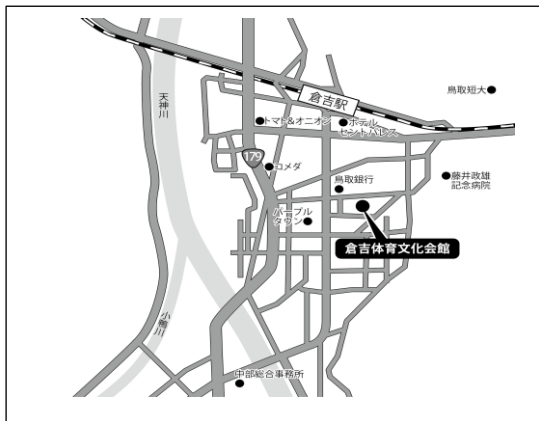 鳥取短大
天神川
倉吉駅
トマト&オニオン
ホテル
セントパレス
179
コメダ
鳥取銀行
藤井政雄
記念病院
パープル
タウン
倉吉体育文化会館
小鴨川
中部総合事務所